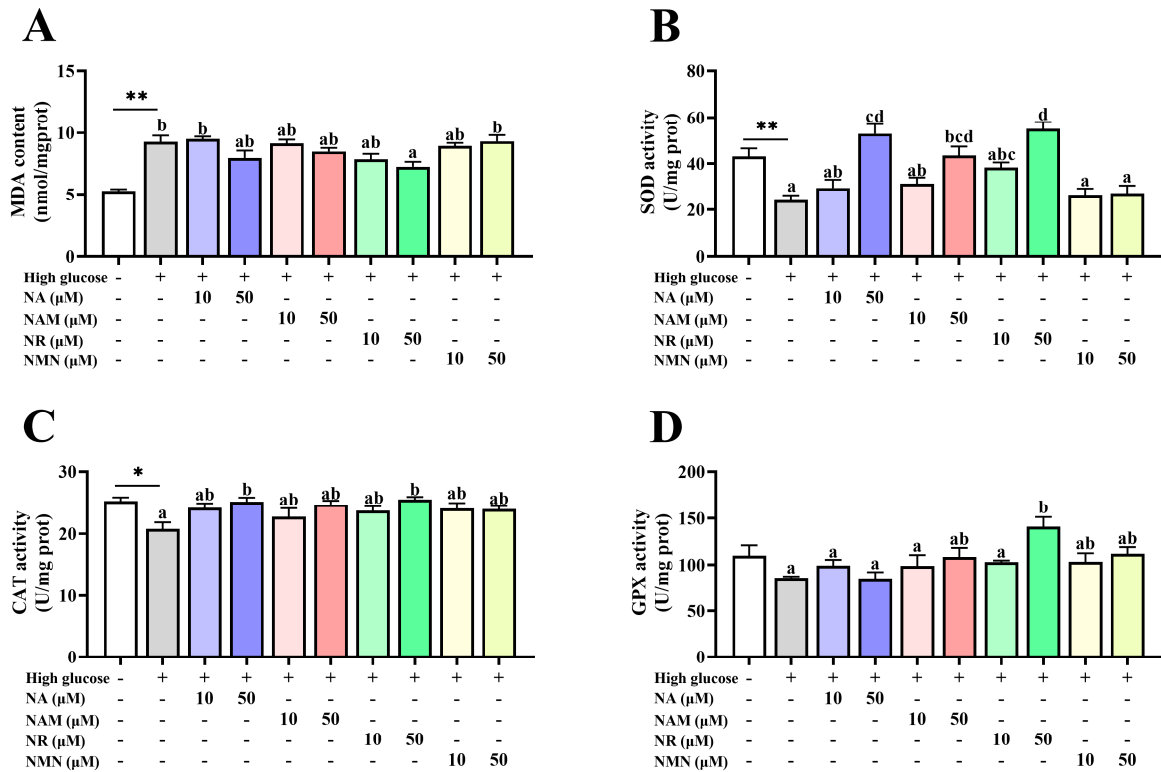 A
MDA content
(nmol/mgprot)
15
10
5
0
**
b b ab ab ab ab a ab b
High glucose - + + + + + + + + +
NA (μM) - - 10 50 - - - - - -
NAM (μM) - - - - 10 50 - - - -
NR (μM) - - - - - - 10 50 - -
NMN (μM) - - - - - - - - 10 50
B
SOD activity
(U/mg prot)
80
60
40
20
0
**
a ab cd ab bcd abc d a a
High glucose - + + + + + + + + +
NA (μM) - - 10 50 - - - - - -
NAM (μM) - - - - 10 50 - - - -
NR (μM) - - - - - - 10 50 - -
NMN (μM) - - - - - - - - 10 50
C
CAT activity
(U/mg prot)
30
20
10
0
*
a ab b ab ab ab b ab ab
High glucose - + + + + + + + + +
NA (μM) - - 10 50 - - - - - -
NAM (μM) - - - - 10 50 - - - -
NR (μM) - - - - - - 10 50 - -
NMN (μM) - - - - - - - - 10 50
D
GPX activity
(U/mg prot)
200
150
100
50
0
a a a a ab a b ab ab
High glucose - + + + + + + + + +
NA (μM) - - 10 50 - - - - - -
NAM (μM) - - - - 10 50 - - - -
NR (μM) - - - - - - 10 50 - -
NMN (μM) - - - - - - - - 10 50